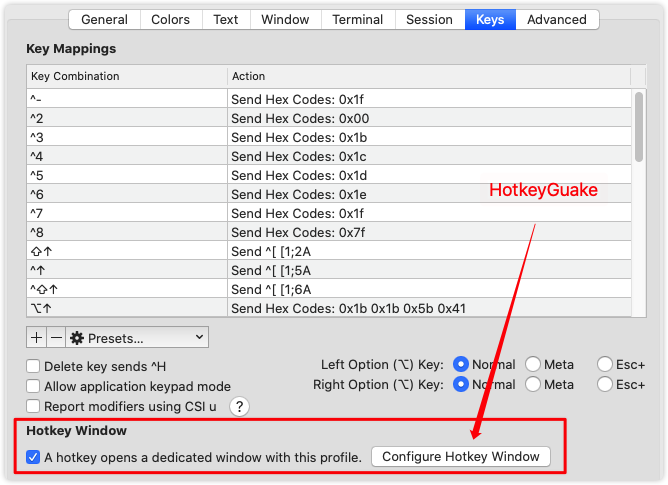 General Colors Text Window Terminal Session Keys Advanced
Key Mappings
Key Combination Action
^- Send Hex Codes: 0x1f
^2 Send Hex Codes: 0x00
^3 Send Hex Codes: 0x1b
^4 Send Hex Codes: 0x1c
^5 Send Hex Codes: 0x1d
^6 Send Hex Codes: 0x1e
^7 Send Hex Codes: 0x1f
^8 Send Hex Codes: 0x7f
⇧↑ Send ^[ [1;2A
^↑ Send ^[ [1;5A
^⇧↑ Send ^[ [1;6A
⌥↑ Send Hex Codes: 0x1b 0x1b 0x5b 0x41
HotkeyGuake
+ − Presets...
Delete key sends ^H
Allow application keypad mode
Report modifiers using CSI u ?
Left Option (⌥) Key: Normal Meta Esc+
Right Option (⌥) Key: Normal Meta Esc+
Hotkey Window
A hotkey opens a dedicated window with this profile. Configure Hotkey Window